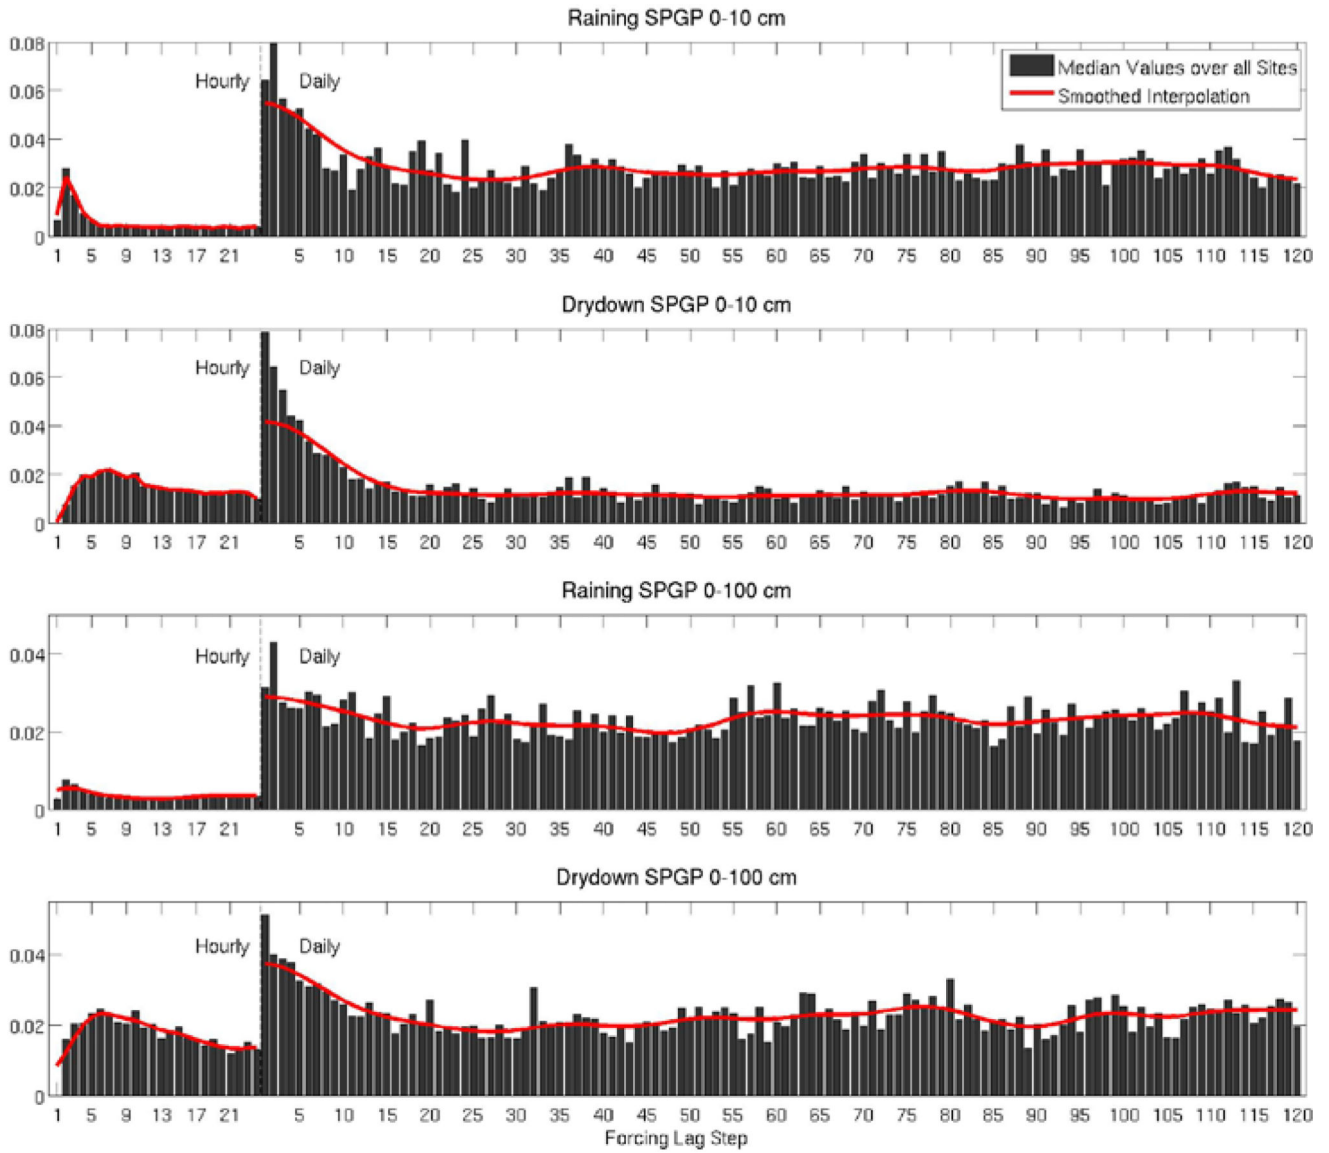 Raining SPGP 0-10 cm
0.08
0.06
0.04
0.02
0
Hourly Daily
Median Values over all Sites
Smoothed Interpolation
1 5 9 13 17 21 5 10 15 20 25 30 35 40 45 50 55 60 65 70 75 80 85 90 95 100 105 110 115 120
Drydown SPGP 0-10 cm
0.08
0.06
0.04
0.02
0
Hourly Daily
1 5 9 13 17 21 5 10 15 20 25 30 35 40 45 50 55 60 65 70 75 80 85 90 95 100 105 110 115 120
Raining SPGP 0-100 cm
0.04
0.02
0
Hourly Daily
1 5 9 13 17 21 5 10 15 20 25 30 35 40 45 50 55 60 65 70 75 80 85 90 95 100 105 110 115 120
Drydown SPGP 0-100 cm
0.04
0.02
0
Hourly Daily
1 5 9 13 17 21 5 10 15 20 25 30 35 40 45 50 55 60 65 70 75 80 85 90 95 100 105 110 115 120
Forcing Lag Step